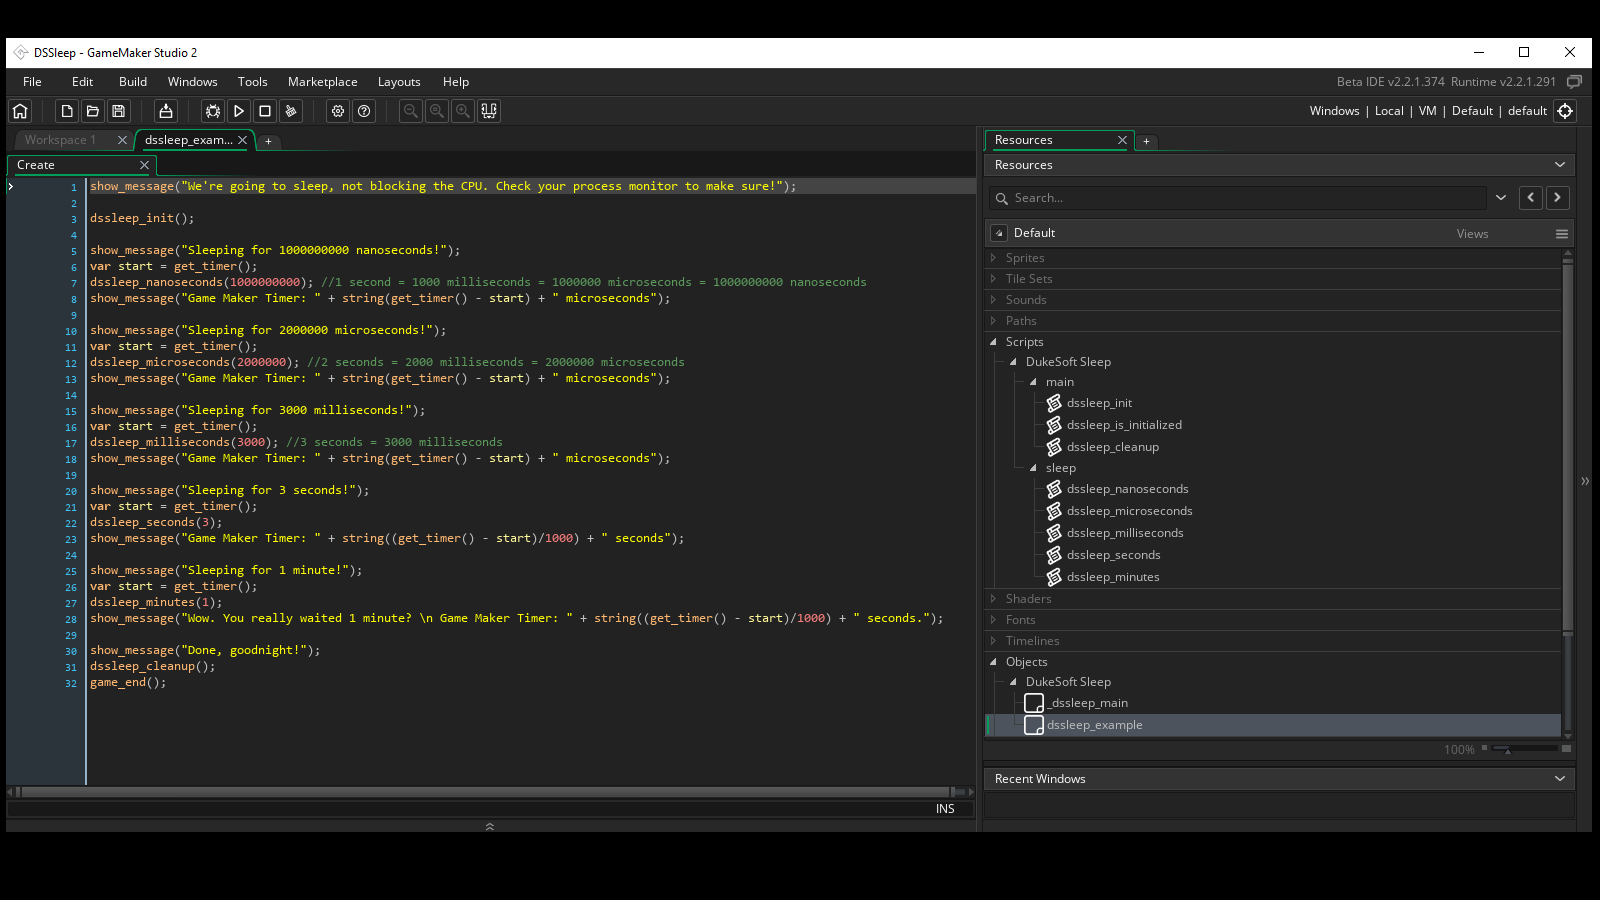 DSSleep - GameMaker Studio 2
File Edit Build Windows Tools Marketplace Layouts Help
Beta IDE v2.2.1.374 Runtime v2.2.1.291
Windows | Local | VM | Default | default
Workspace 1
dssleep_exam...
+
Create
1 show_message("We're going to sleep, not blocking the CPU. Check your process monitor to make sure!");
2
3 dssleep_init();
4
5 show_message("Sleeping for 1000000000 nanoseconds!");
6 var start = get_timer();
7 dssleep_nanoseconds(1000000000); //1 second = 1000 milliseconds = 1000000 microseconds = 1000000000 nanoseconds
8 show_message("Game Maker Timer: " + string(get_timer() - start) + " microseconds");
9
10 show_message("Sleeping for 2000000 microseconds!");
11 var start = get_timer();
12 dssleep_microseconds(2000000); //2 seconds = 2000 milliseconds = 2000000 microseconds
13 show_message("Game Maker Timer: " + string(get_timer() - start) + " microseconds");
14
15 show_message("Sleeping for 3000 milliseconds!");
16 var start = get_timer();
17 dssleep_milliseconds(3000); //3 seconds = 3000 milliseconds
18 show_message("Game Maker Timer: " + string(get_timer() - start) + " microseconds");
19
20 show_message("Sleeping for 3 seconds!");
21 var start = get_timer();
22 dssleep_seconds(3);
23 show_message("Game Maker Timer: " + string((get_timer() - start)/1000) + " seconds");
24
25 show_message("Sleeping for 1 minute!");
26 var start = get_timer();
27 dssleep_minutes(1);
28 show_message("Wow. You really waited 1 minute? \n Game Maker Timer: " + string((get_timer() - start)/1000) + " seconds.");
29
30 show_message("Done, goodnight!");
31 dssleep_cleanup();
32 game_end();
INS
Resources
+
Resources
Search...
Default
Views
Sprites
Tile Sets
Sounds
Paths
Scripts
DukeSoft Sleep
main
dssleep_init
dssleep_is_initialized
dssleep_cleanup
sleep
dssleep_nanoseconds
dssleep_microseconds
dssleep_milliseconds
dssleep_seconds
dssleep_minutes
Shaders
Fonts
Timelines
Objects
DukeSoft Sleep
_dssleep_main
dssleep_example
100%
Recent Windows